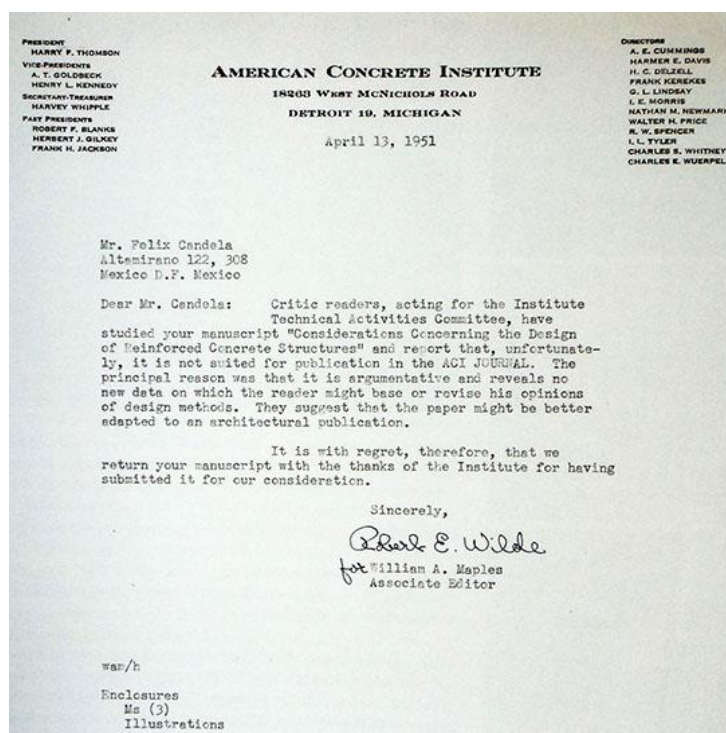 PRESIDENT
HARRY F. THOMSON
VICE-PRESIDENTS
A. T. GOLDBECK
HENRY L. KENNEDY
SECRETARY-TREASURER
HARVEY WHIPPLE
PAST PRESIDENTS
ROBERT F. BLANKS
HERBERT J. GILKEY
FRANK H. JACKSON
AMERICAN CONCRETE INSTITUTE
18263 WEST MCNICHOLS ROAD
DETROIT 19, MICHIGAN
April 13, 1951
DIRECTORS
A. E. CUMMINGS
HARMER E. DAVIS
H. C. DELZELL
FRANK KEREKES
G. L. LINDSAY
I. E. MORRIS
NATHAN M. NEWMARK
WALTER H. PRICE
R. W. SPENCER
I. L. TYLER
CHARLES S. WHITNEY
CHARLES E. WUERPEL
Mr. Felix Candela
Altamirano 122, 308
Mexico D.F. Mexico
Dear Mr. Candela: Critic readers, acting for the Institute
Technical Activities Committee, have
studied your manuscript "Considerations Concerning the Design
of Reinforced Concrete Structures" and report that, unfortunate-
ly, it is not suited for publication in the ACI JOURNAL. The
principal reason was that it is argumentative and reveals no
new data on which the reader might base or revise his opinions
of design methods. They suggest that the paper might be better
adapted to an architectural publication.
It is with regret, therefore, that we
return your manuscript with the thanks of the Institute for having
submitted it for our consideration.
Sincerely,
Robert E. Wilde
for William A. Maples
Associate Editor
wam/h
Enclosures
Ms (3)
Illustrations